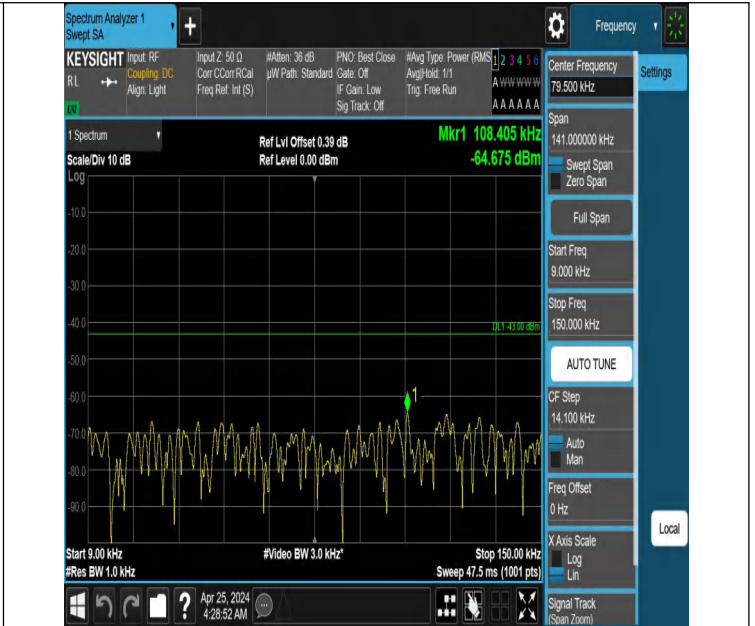 Spectrum Analyzer 1
Swept SA
+
Frequency
KEYSIGHT
RL
LXI
Input: RF
Coupling: DC
Align: Light
Input Z: 50 Ω
Corr CCorr RCal
Freq Ref: Int (S)
#Atten: 36 dB
µW Path: Standard
PNO: Best Close
Gate: Off
IF Gain: Low
Sig Track: Off
#Avg Type: Power (RMS
Avg|Hold: 1/1
Trig: Free Run
1 2 3 4 5 6
A W W W W W
A A A A A A
1 Spectrum
Scale/Div 10 dB
Log
Ref Lvl Offset 0.39 dB
Ref Level 0.00 dBm
Mkr1 108.405 kHz
-64.675 dBm
-10.0
-20.0
-30.0
-40.0
DL1 -43.00 dBm
-50.0
-60.0
1
-70.0
-80.0
-90.0
Start 9.00 kHz
#Res BW 1.0 kHz
#Video BW 3.0 kHz*
Stop 150.00 kHz
Sweep 47.5 ms (1001 pts)
?
Apr 25, 2024
4:28:52 AM
Center Frequency
79.500 kHz
Span
141.000000 kHz
Swept Span
Zero Span
Full Span
Start Freq
9.000 kHz
Stop Freq
150.000 kHz
AUTO TUNE
CF Step
14.100 kHz
Auto
Man
Freq Offset
0 Hz
X Axis Scale
Log
Lin
Signal Track
(Span Zoom)
Settings
Local